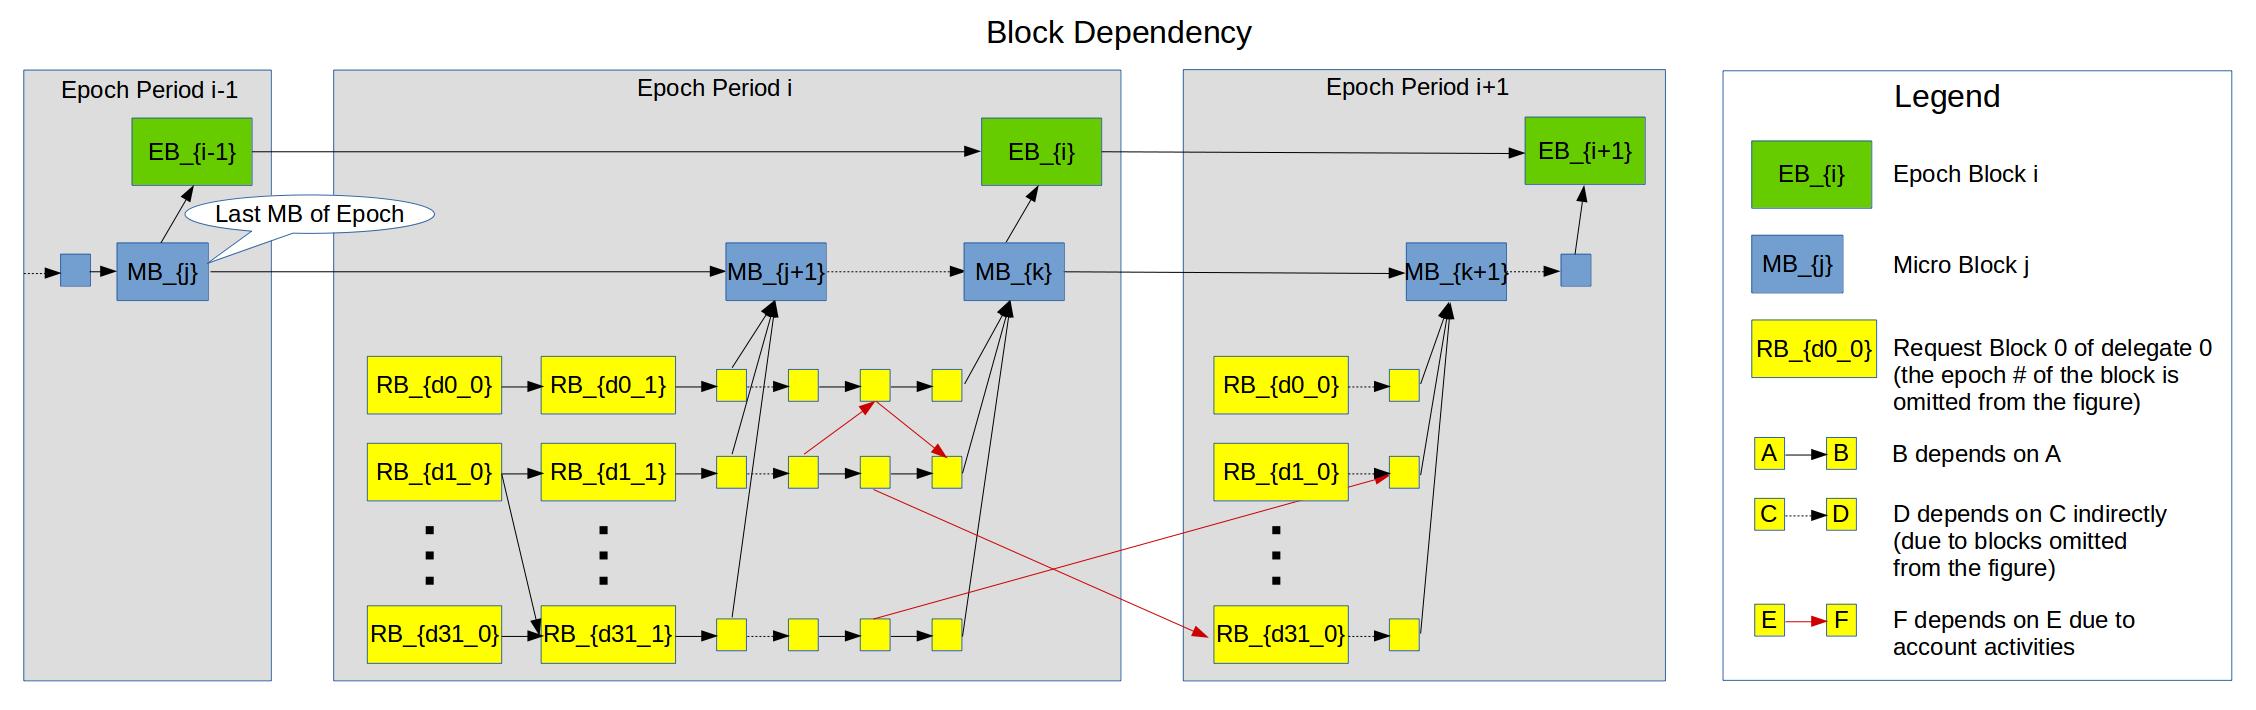 Block Dependency
Epoch Period i-1
EB_{i-1}
Last MB of Epoch
MB_{j}
Epoch Period i
EB_{i}
MB_{j+1}
MB_{k}
RB_{d0_0}
RB_{d0_1}
RB_{d1_0}
RB_{d1_1}
RB_{d31_0}
RB_{d31_1}
Epoch Period i+1
EB_{i+1}
MB_{k+1}
RB_{d0_0}
RB_{d1_0}
RB_{d31_0}
Legend
EB_{i}
Epoch Block i
MB_{j}
Micro Block j
RB_{d0_0}
Request Block 0 of delegate 0
(the epoch # of the block is
omitted from the figure)
A
B
B depends on A
C
D
D depends on C indirectly
(due to blocks omitted
from the figure)
E
F
F depends on E due to
account activities